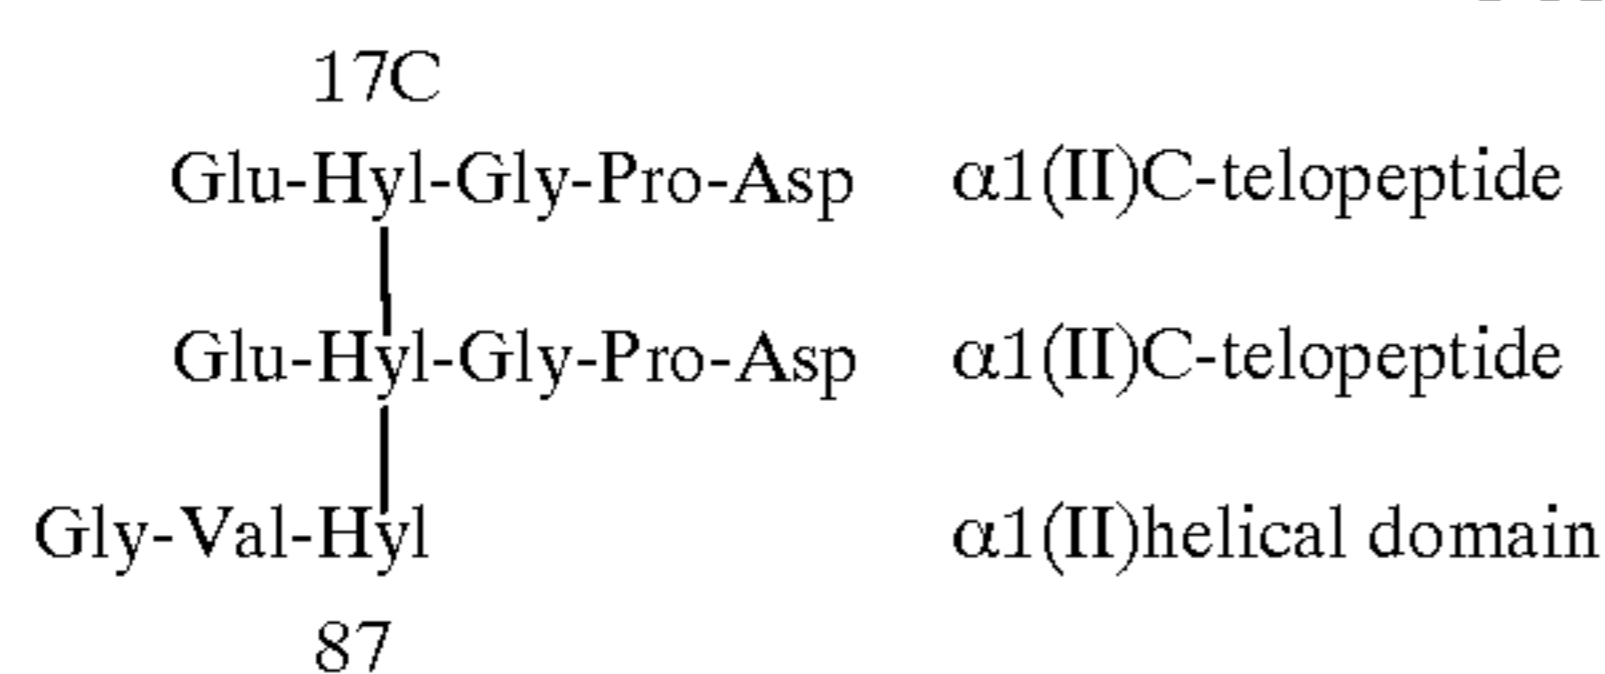 17C
Glu-Hyl-Gly-Pro-Asp α1(II)C-telopeptide
Glu-Hyl-Gly-Pro-Asp α1(II)C-telopeptide
Gly-Val-Hyl α1(II)helical domain
87